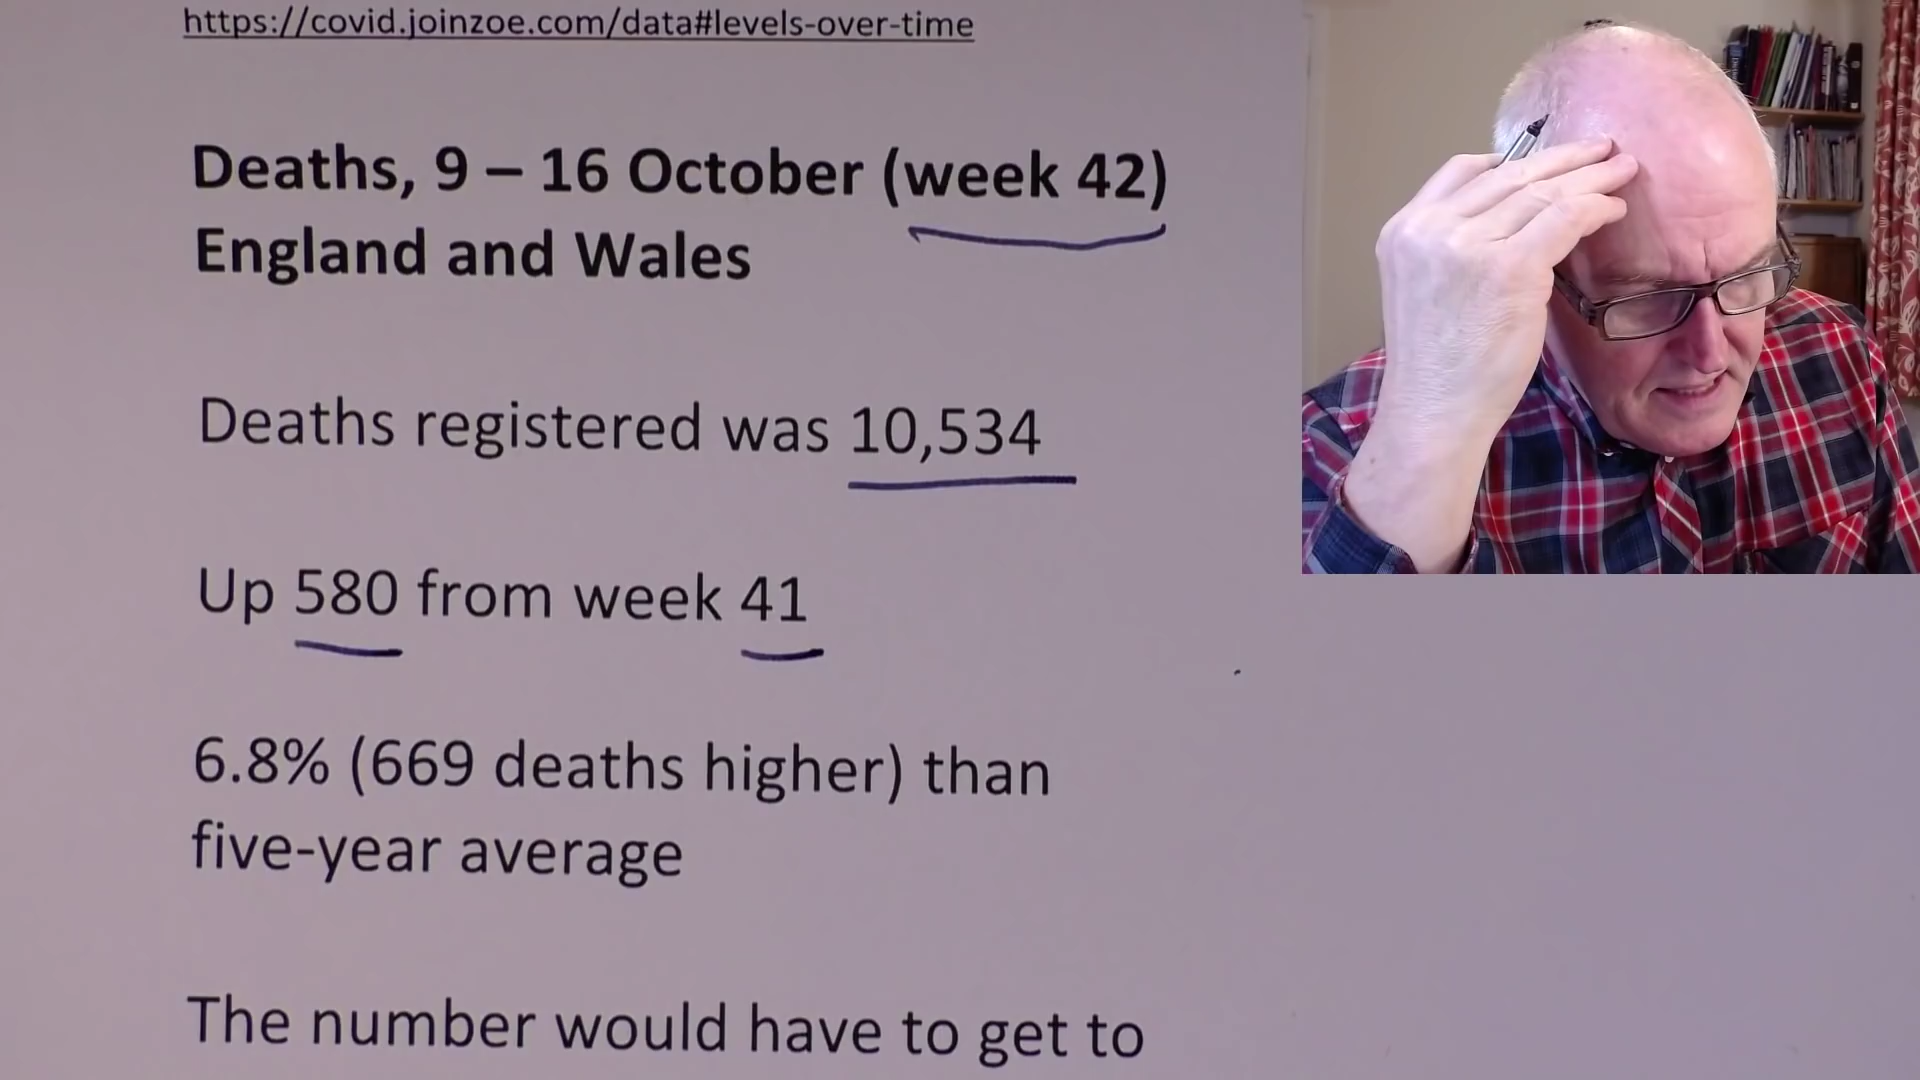 https://covid.joinzoe.com/data#levels-over-time
Deaths, 9 – 16 October (week 42)
England and Wales
Deaths registered was 10,534
Up 580 from week 41
6.8% (669 deaths higher) than
five-year average
The number would have to get to